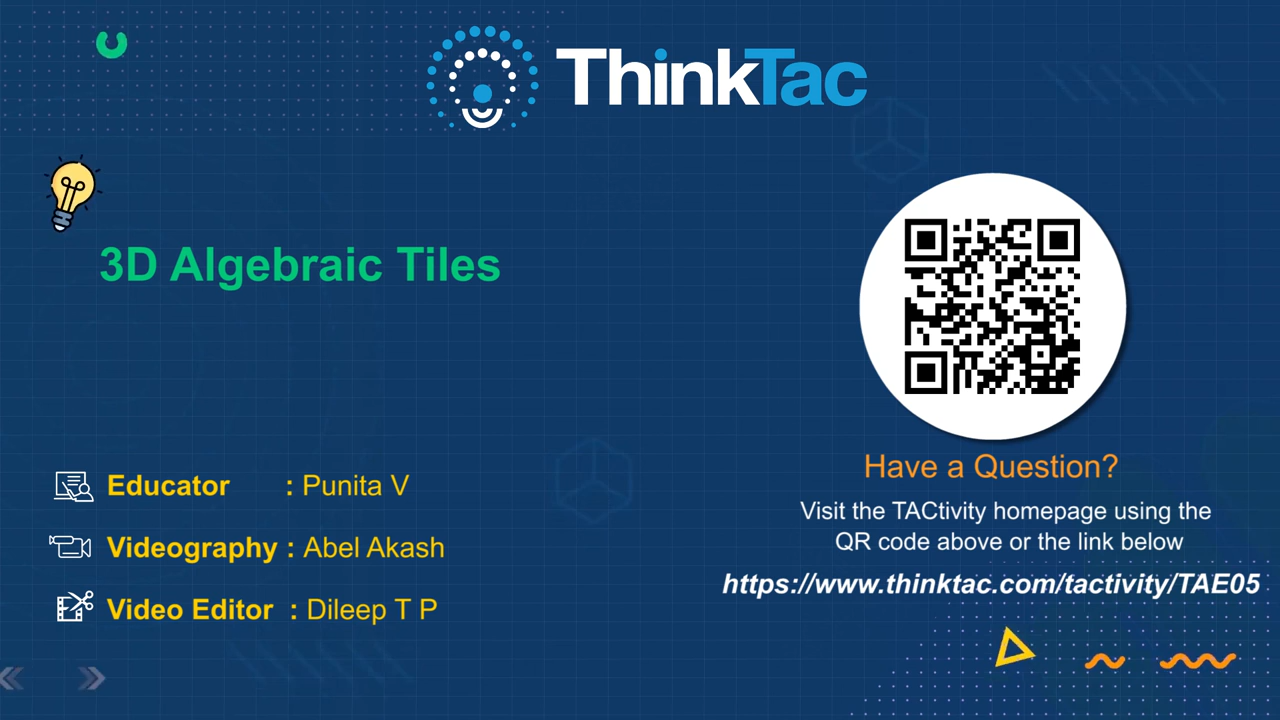 ThinkTac
3D Algebraic Tiles
Educator : Punita V
Videography : Abel Akash
Video Editor : Dileep T P
Have a Question?
Visit the TACtivity homepage using the
QR code above or the link below
https://www.thinktac.com/tactivity/TAE05